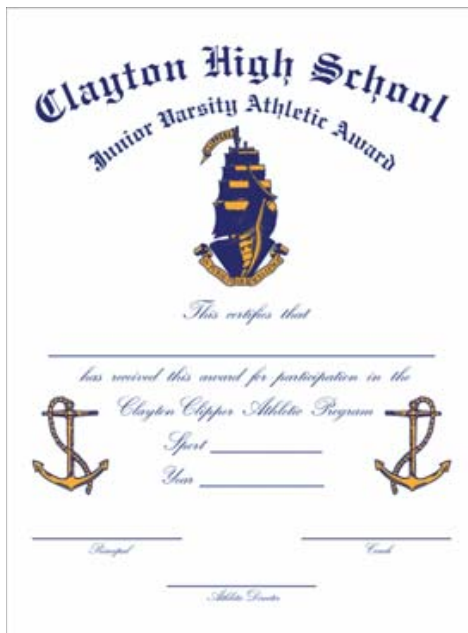 Clayton High School
Junior Varsity Athletic Award
CLIPPERS
This certifies that
has received this award for participation in the
Clayton Clipper Athletic Program
Sport
Year
Principal
Coach
Athletic Director